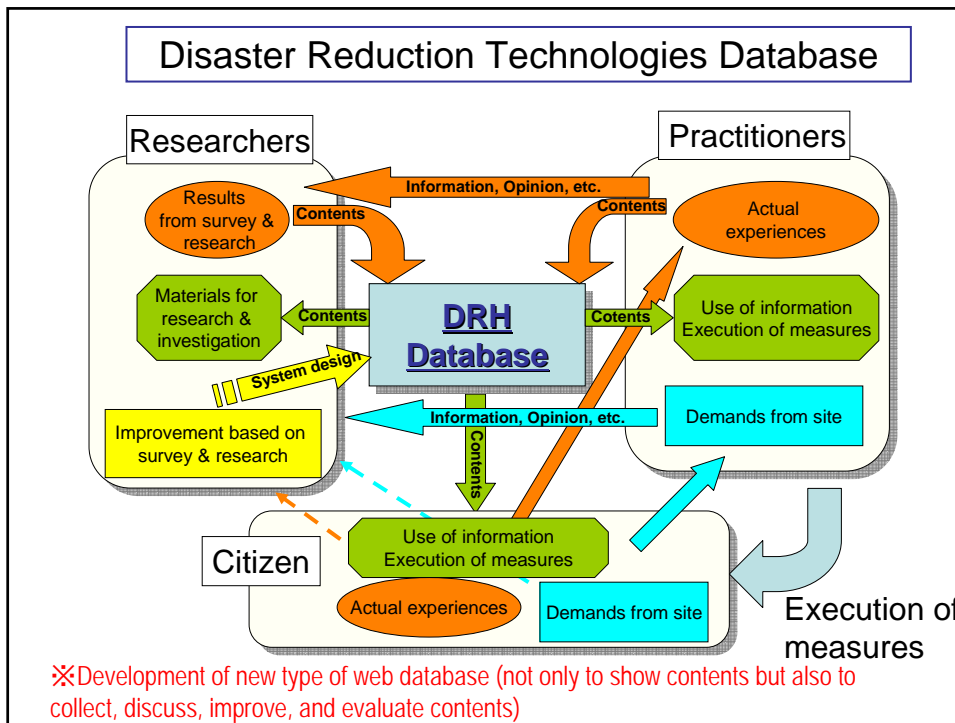 Disaster Reduction Technologies Database
Researchers
Practitioners
Information, Opinion, etc.
Results
from survey &
research
Contents
Contents
Actual
experiences
Materials for
research &
investigation
Contents
DRH
Database
Cotents
Use of information
Execution of measures
System design
Improvement based on
survey & research
Information, Opinion, etc.
Demands from site
Contents
Citizen
Use of information
Execution of measures
Actual experiences
Demands from site
Execution of
measures
※Development of new type of web database (not only to show contents but also to
collect, discuss, improve, and evaluate contents)